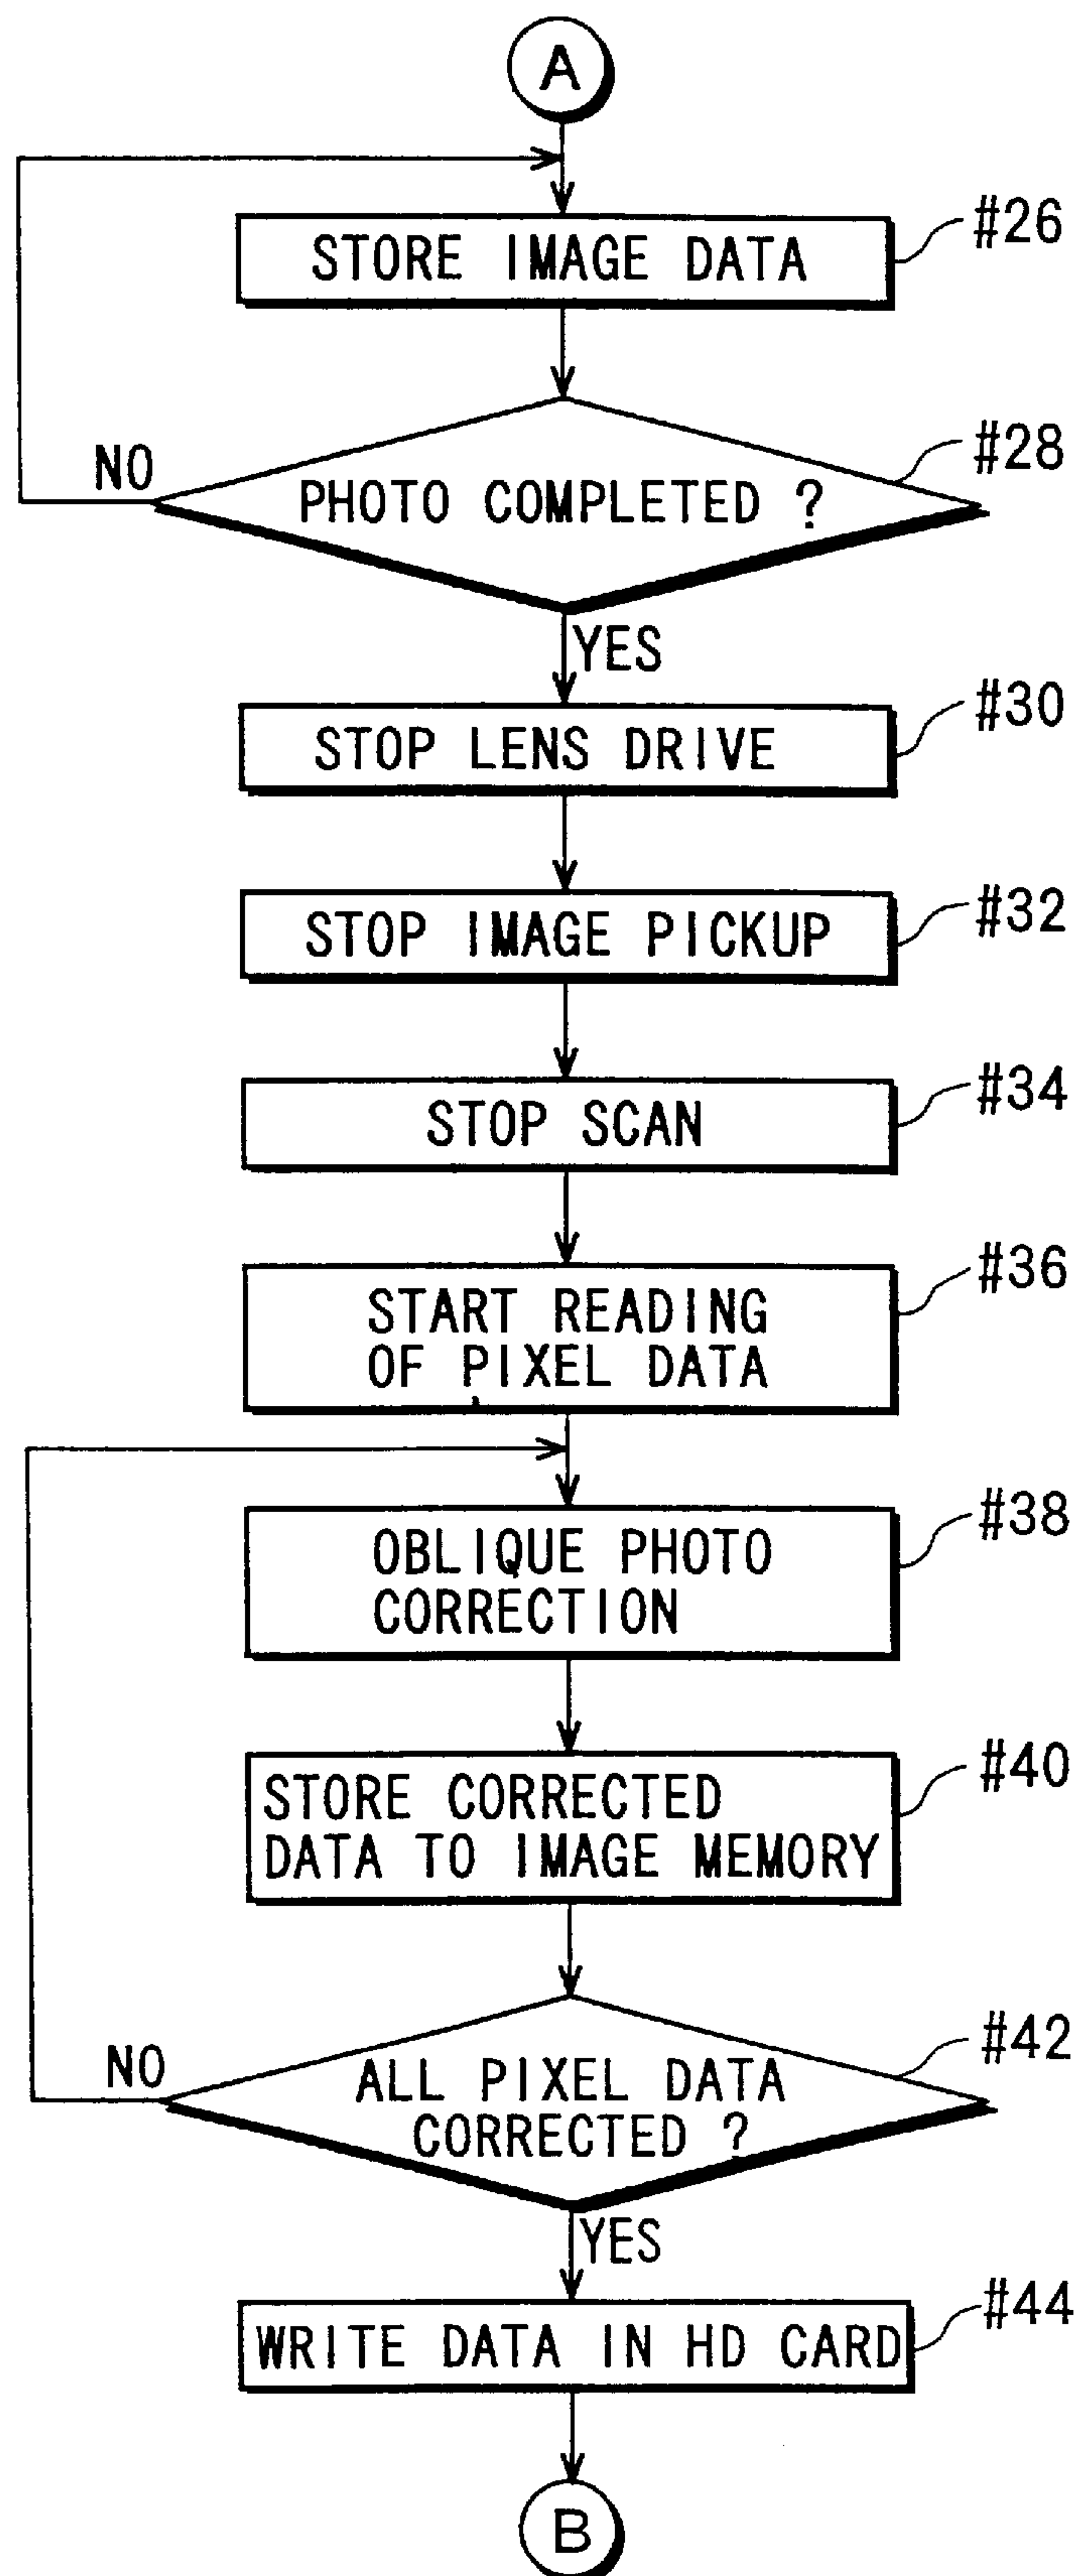 A
STORE IMAGE DATA
#26
NO
PHOTO COMPLETED ?
#28
YES
STOP LENS DRIVE
#30
STOP IMAGE PICKUP
#32
STOP SCAN
#34
START READING
OF PIXEL DATA
#36
OBLIQUE PHOTO
CORRECTION
#38
STORE CORRECTED
DATA TO IMAGE MEMORY
#40
NO
ALL PIXEL DATA
CORRECTED ?
#42
YES
WRITE DATA IN HD CARD
#44
B